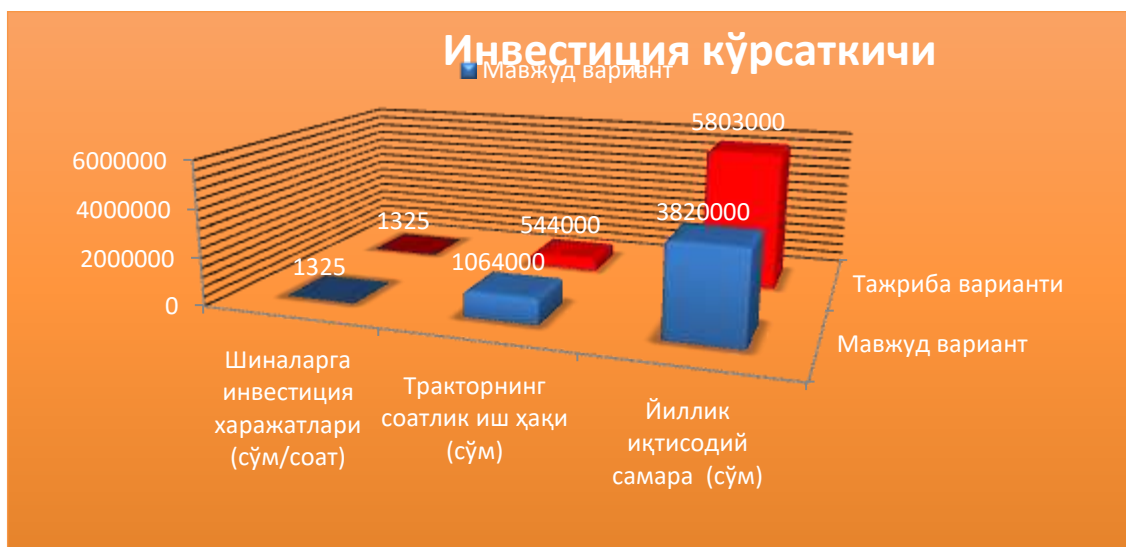 Инвестиция кўрсаткичи
Мавжуд вариант
5803000
6000000
4000000
2000000
0
1325
544000
3820000
1325
1064000
Тажриба варианти
Мавжуд вариант
Шиналарга
инвестиция
харажатлари
(сўм/соат)
Тракторнинг
соатлик иш ҳақи
(сўм)
Йиллик
иқтисодий
самара (сўм)